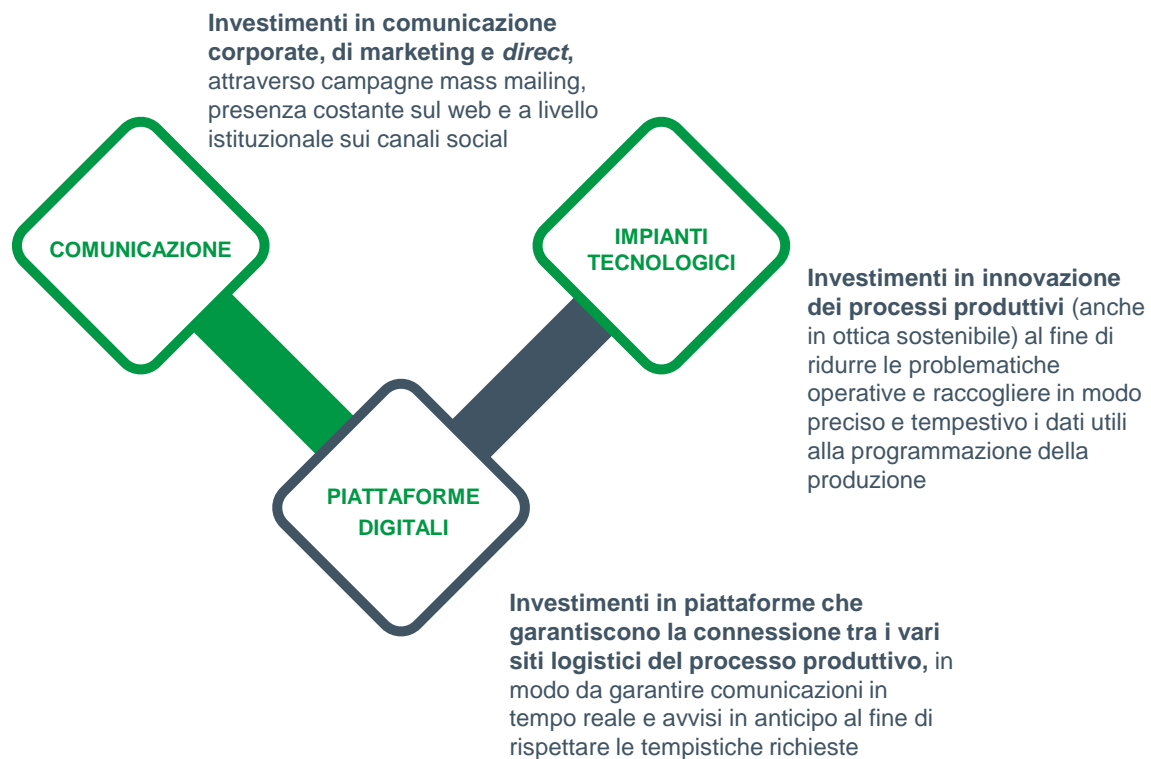 Investimenti in comunicazione
corporate, di marketing e direct,
attraverso campagne mass mailing,
presenza costante sul web e a livello
istituzionale sui canali social
COMUNICAZIONE
IMPIANTI
TECNOLOGICI
Investimenti in innovazione
dei processi produttivi (anche
in ottica sostenibile) al fine di
ridurre le problematiche
operative e raccogliere in modo
preciso e tempestivo i dati utili
alla programmazione della
produzione
PIATTAFORME
DIGITALI
Investimenti in piattaforme che
garantiscono la connessione tra i vari
siti logistici del processo produttivo, in
modo da garantire comunicazioni in
tempo reale e avvisi in anticipo al fine di
rispettare le tempistiche richieste